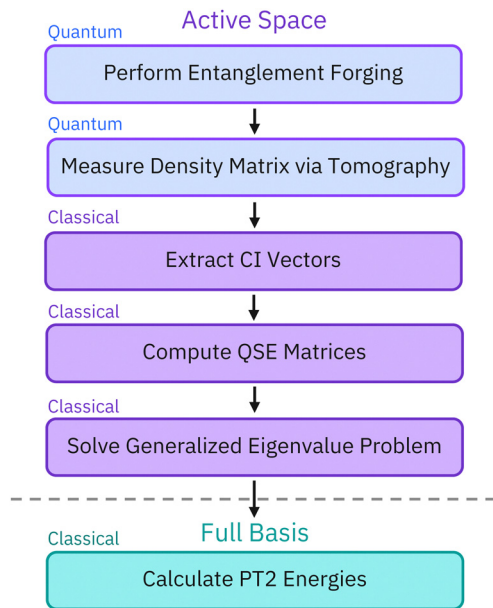 Active Space
Quantum
Perform Entanglement Forging
Quantum
Measure Density Matrix via Tomography
Classical
Extract CI Vectors
Classical
Compute QSE Matrices
Classical
Solve Generalized Eigenvalue Problem
Full Basis
Classical
Calculate PT2 Energies